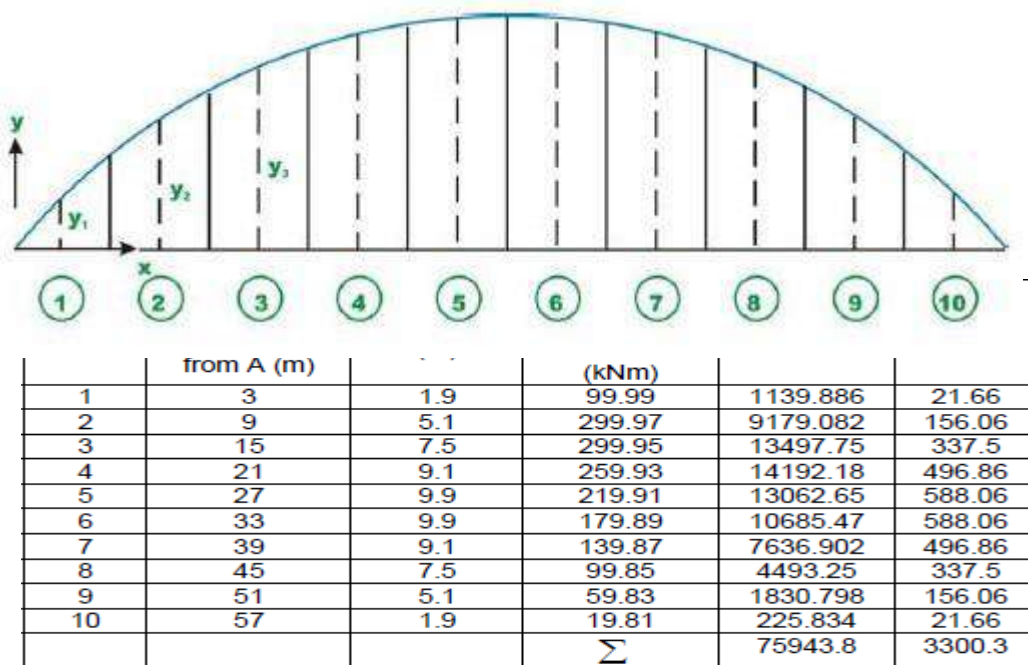 y
y₁
y₂
y₃
x
1 2 3 4 5 6 7 8 9 10
from A (m) (kNm)
1 3 1.9 99.99 1139.886 21.66
2 9 5.1 299.97 9179.082 156.06
3 15 7.5 299.95 13497.75 337.5
4 21 9.1 259.93 14192.18 496.86
5 27 9.9 219.91 13062.65 588.06
6 33 9.9 179.89 10685.47 588.06
7 39 9.1 139.87 7636.902 496.86
8 45 7.5 99.85 4493.25 337.5
9 51 5.1 59.83 1830.798 156.06
10 57 1.9 19.81 225.834 21.66
∑ 75943.8 3300.3